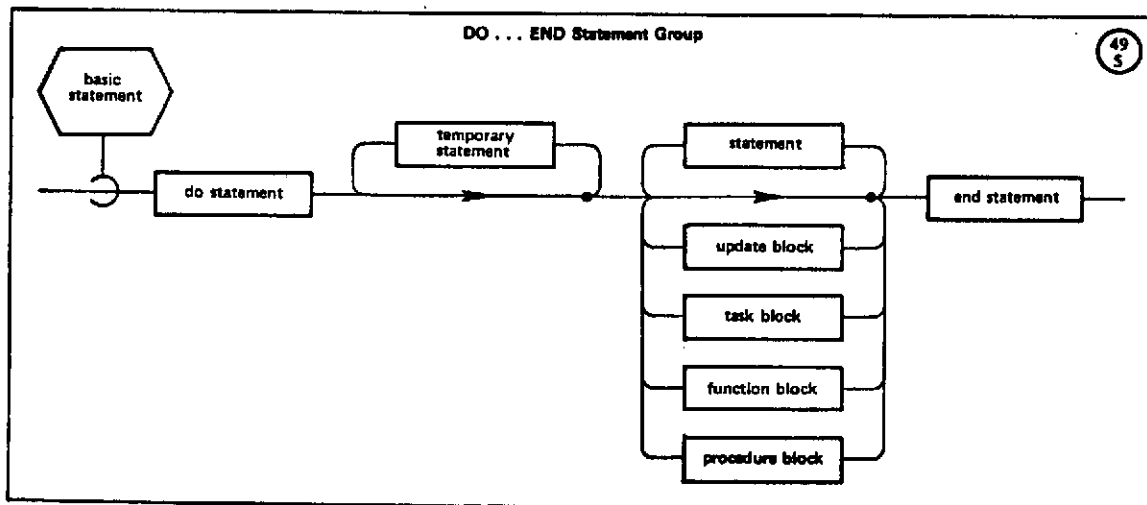 DO . . . END Statement Group
49
S
basic
statement
temporary
statement
statement
do statement
end statement
update block
task block
function block
procedure block